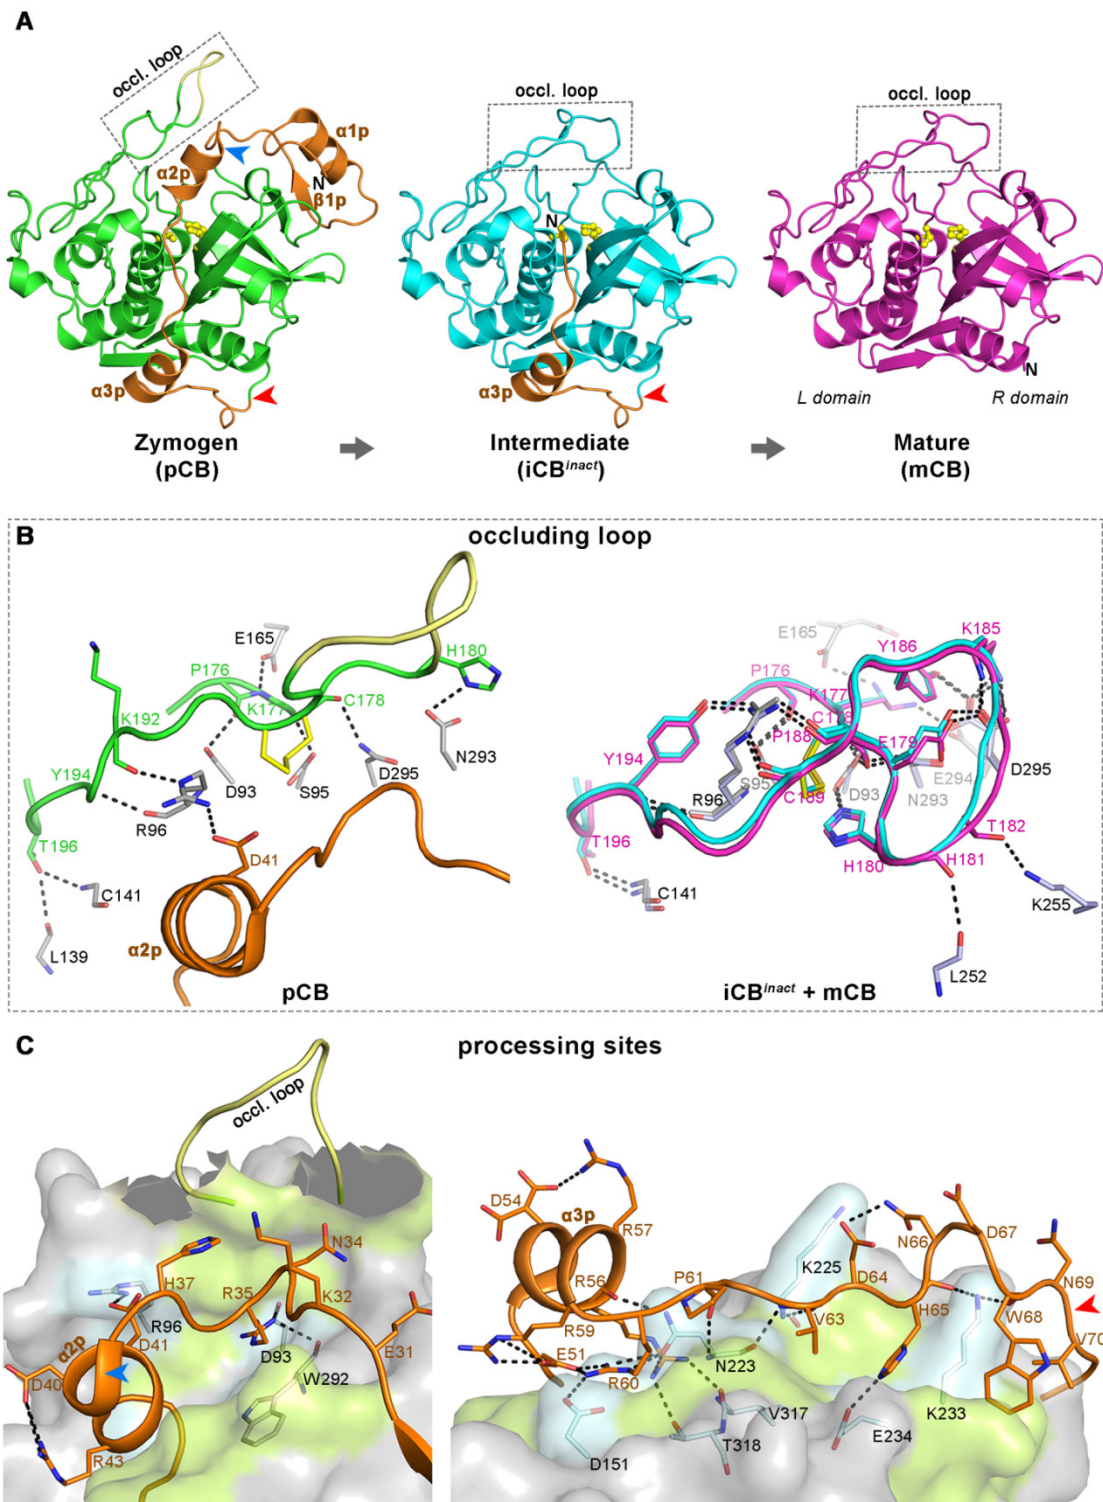 A
occl. loop
α1p
α2p
N
β1p
α3p
Zymogen
(pCB)
occl. loop
N
α3p
Intermediate
(iCBinact)
occl. loop
N
L domain
R domain
Mature
(mCB)
B
occluding loop
E165
H180
P176
C178
K177
K192
Y194
D93
S95
D295
N293
R96
T196
D41
C141
α2p
L139
pCB
E165
K185
Y186
P176
K177
C178
P188
E179
Y194
S95
D93
E294
D295
R96
C189
N293
T182
T196
H180
H181
C141
K255
L252
iCBinact + mCB
C
processing sites
occl. loop
N34
H37
R35
K32
R96
D41
D93
E31
α2p
D40
W292
R43
D54
α3p
R57
N66
D67
K225
N69
R56
P61
D64
R59
V63
H65
W68
V70
E51
N223
R60
V317
K233
T318
E234
D151